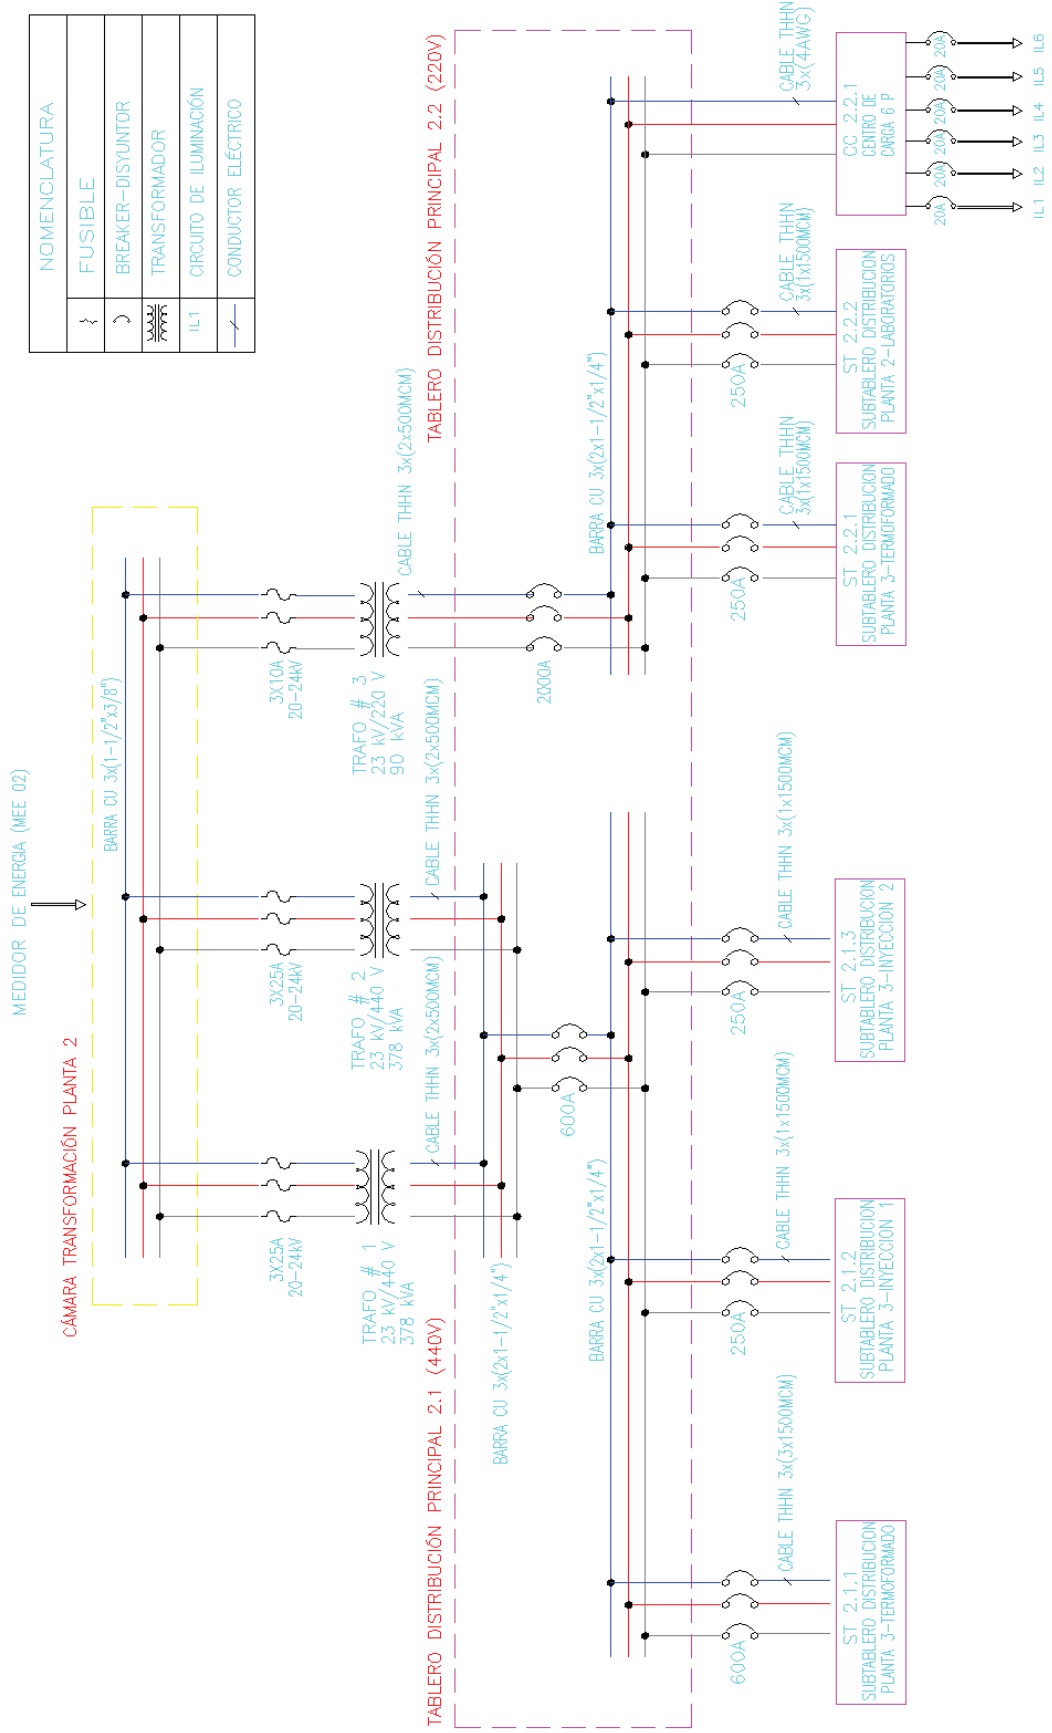 MEDIDOR DE ENERGIA (MEE 02)
CÁMARA TRANSFORMACIÓN PLANTA 2
BARRA CU 3x(1-1/2"x3/8")
NOMENCLATURA
FUSIBLE
BREAKER-DISYUNTOR
TRANSFORMADOR
IL1
CIRCUITO DE ILUMINACIÓN
CONDUCTOR ELÉCTRICO
3X25A
20-24kV
3X25A
20-24kV
3X10A
20-24kV
TRAFO # 1
23 kV/440 V
378 kVA
TRAFO # 2
23 kV/440 V
378 kVA
TRAFO # 3
23 kV/220 V
90 kVA
CABLE THHN 3x(2x500MCM)
CABLE THHN 3x(2x500MCM)
CABLE THHN 3x(2x500MCM)
TABLERO DISTRIBUCIÓN PRINCIPAL 2.1 (440V)
TABLERO DISTRIBUCIÓN PRINCIPAL 2.2 (220V)
BARRA CU 3x(2x1-1/2"x1/4")
600A
2000A
BARRA CU 3x(2x1-1/2"x1/4")
BARRA CU 3x(2x1-1/2"x1/4")
600A
250A
250A
250A
250A
CABLE THHN 3x(3x1500MCM)
CABLE THHN 3x(1x1500MCM)
CABLE THHN 3x(1x1500MCM)
CABLE THHN
3x(1x1500MCM)
CABLE THHN
3x(1x1500MCM)
CABLE THHN
3x(4AWG)
ST 2.1.1
SUBTABLERO DISTRIBUCION
PLANTA 3-TERMOFORMADO
ST 2.1.2
SUBTABLERO DISTRIBUCION
PLANTA 3-INYECCION 1
ST 2.1.3
SUBTABLERO DISTRIBUCION
PLANTA 3-INYECCION 2
ST 2.2.1
SUBTABLERO DISTRIBUCION
PLANTA 3-TERMOFORMADO
ST 2.2.2
SUBTABLERO DISTRIBUCION
PLANTA 2-LABORATORIOS
CC 2.2.1
CENTRO DE
CARGA 6 P
20A
20A
20A
20A
20A
20A
IL1
IL2
IL3
IL4
IL5
IL6